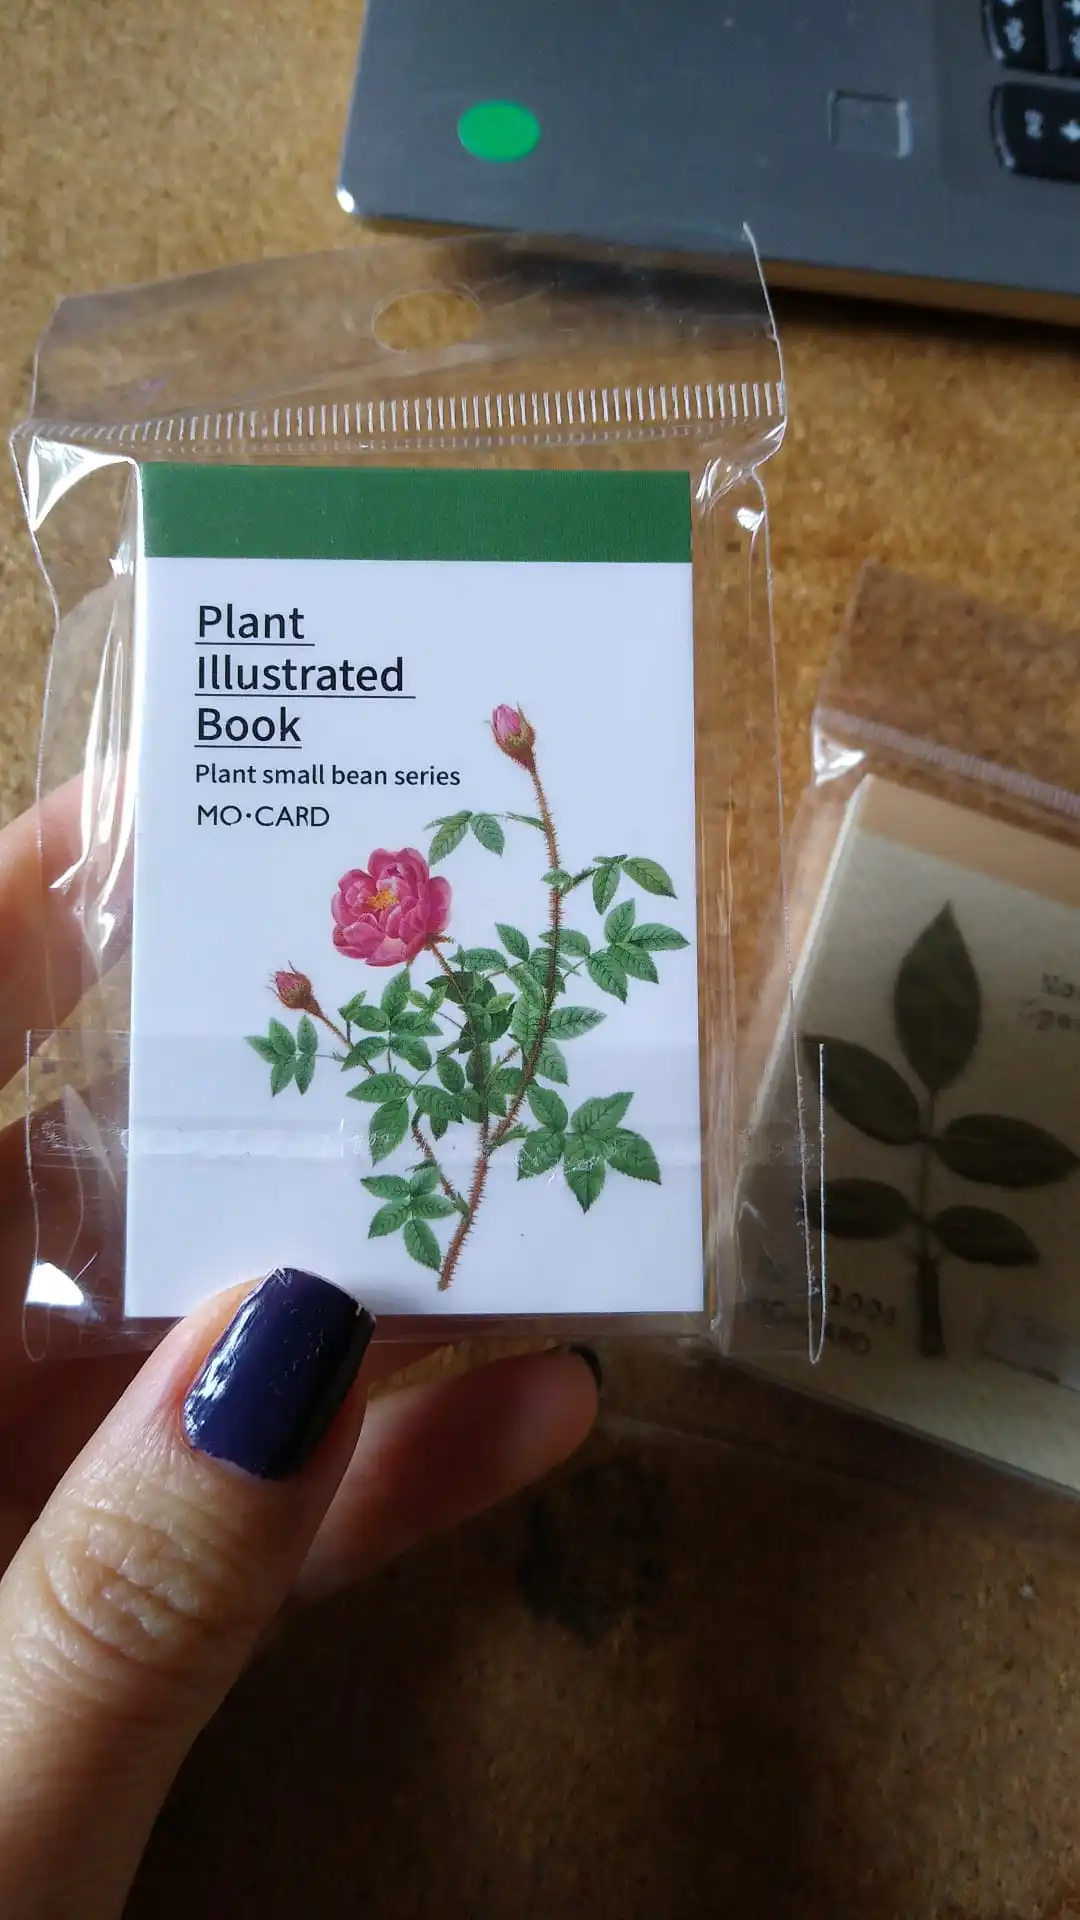 Plant
Illustrated
Book
Plant small bean series
MO·CARD